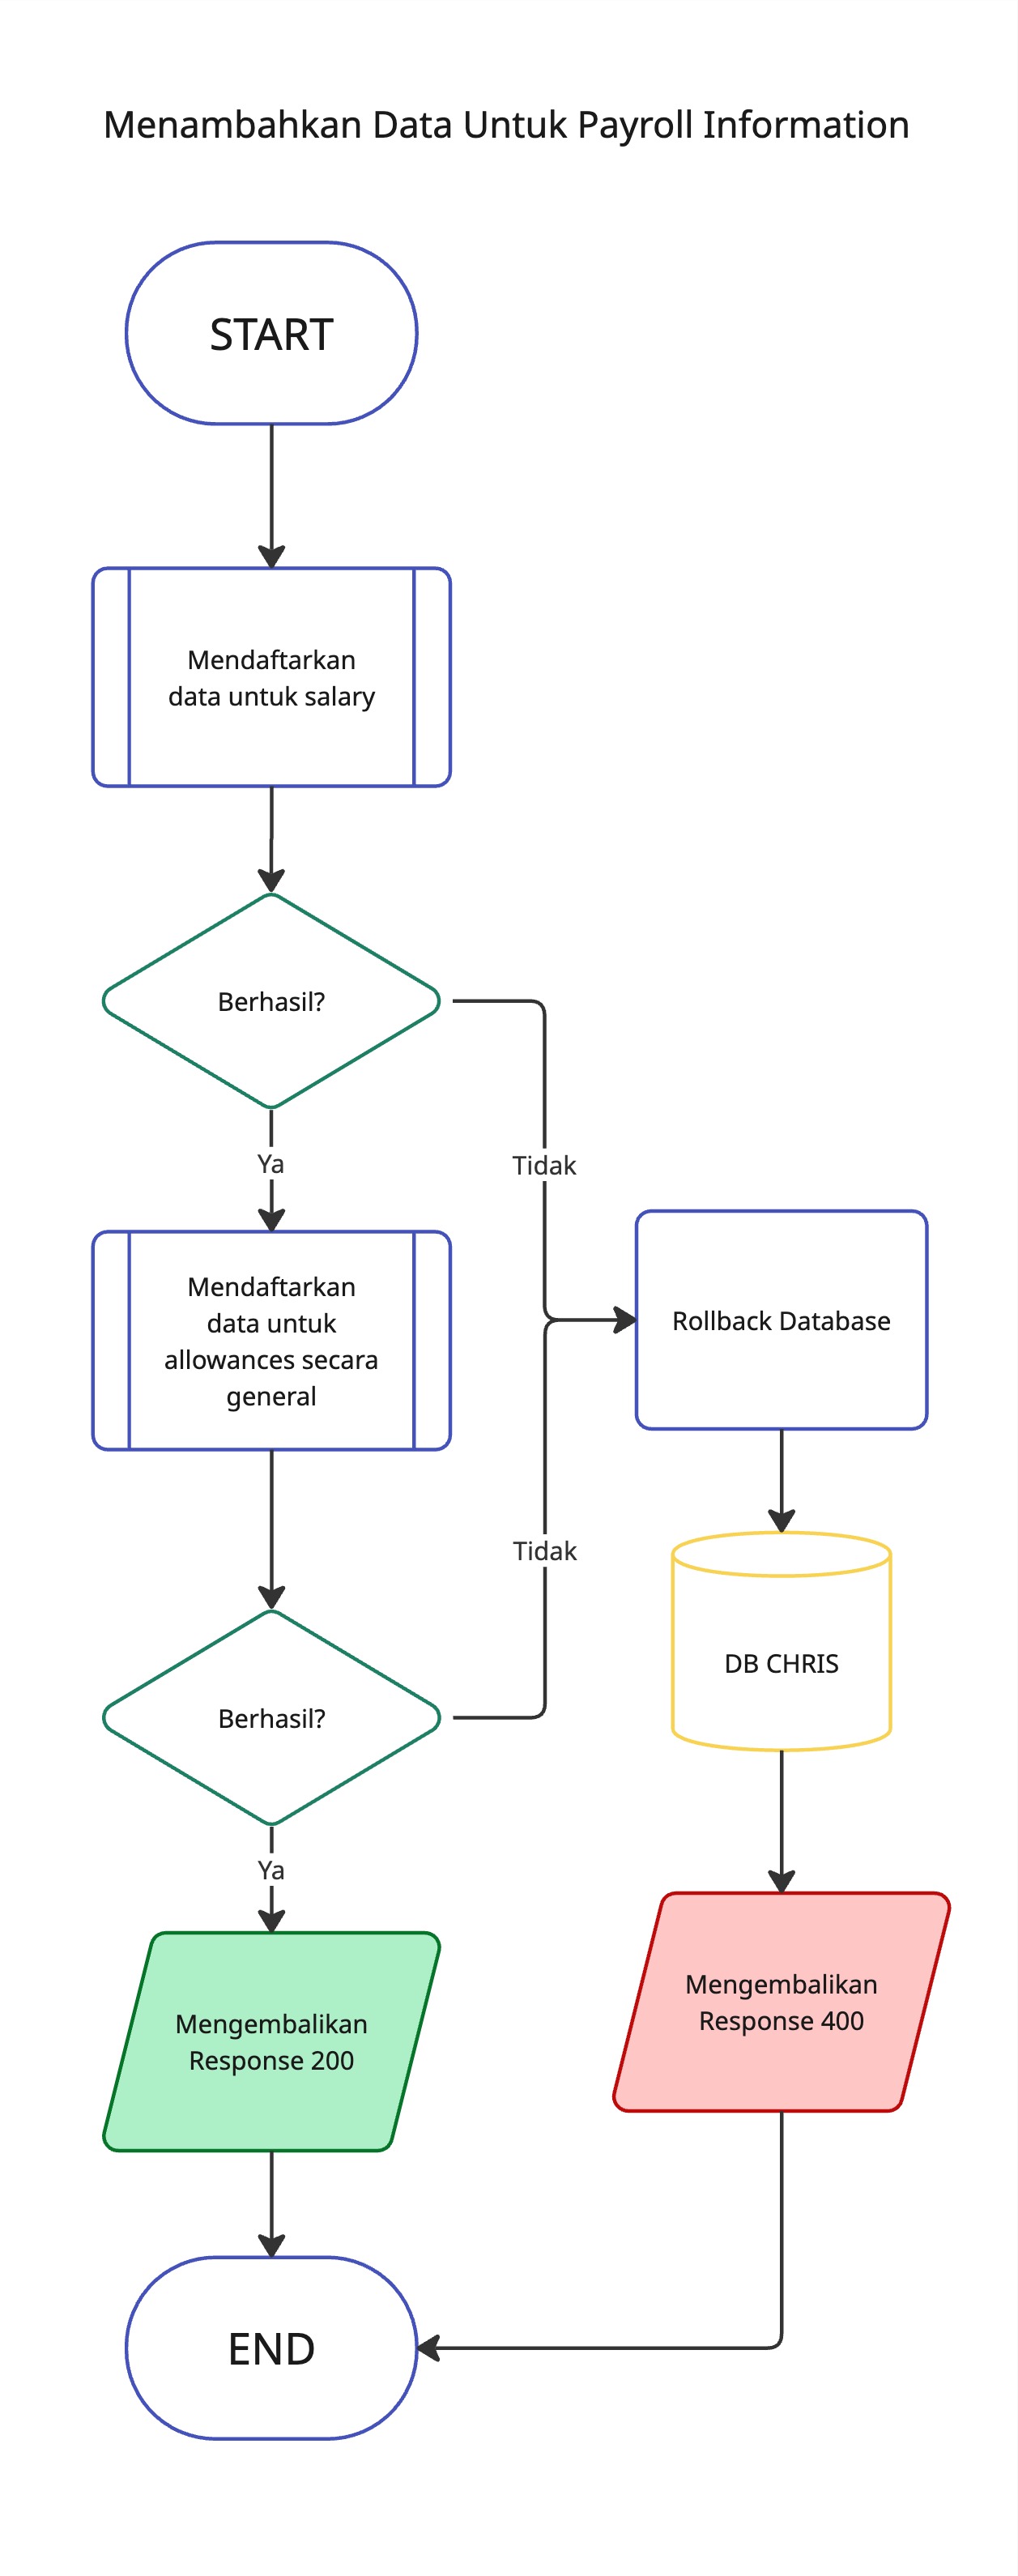 Menambahkan Data Untuk Payroll Information
START
Mendaftarkan
data untuk salary
Berhasil?
Ya
Tidak
Mendaftarkan
data untuk
allowances secara
general
Rollback Database
Tidak
DB CHRIS
Berhasil?
Ya
Mengembalikan
Response 200
Mengembalikan
Response 400
END